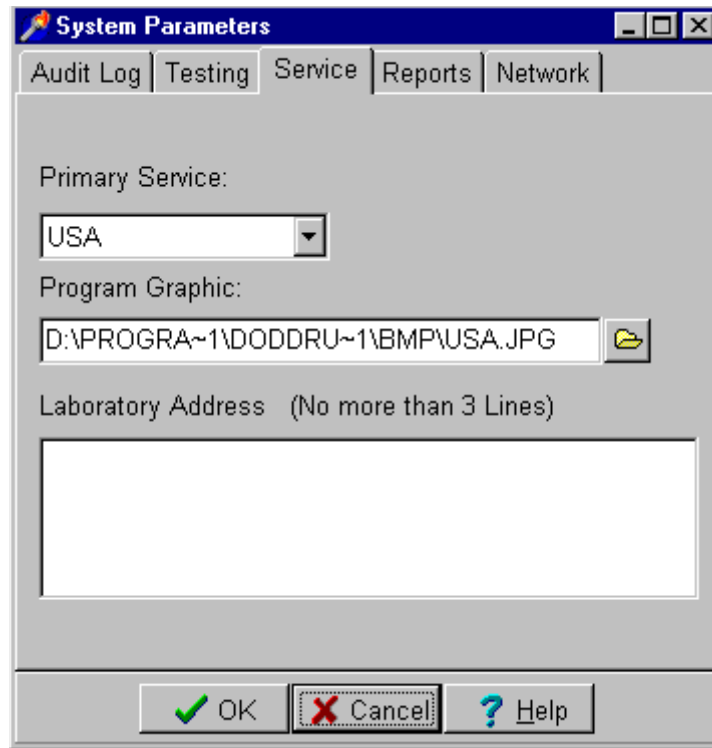 System Parameters
Audit Log Testing Service Reports Network
Primary Service:
USA
Program Graphic:
D:\PROGRA~1\DODDRU~1\BMP\USA.JPG
Laboratory Address (No more than 3 Lines)
OK Cancel Help